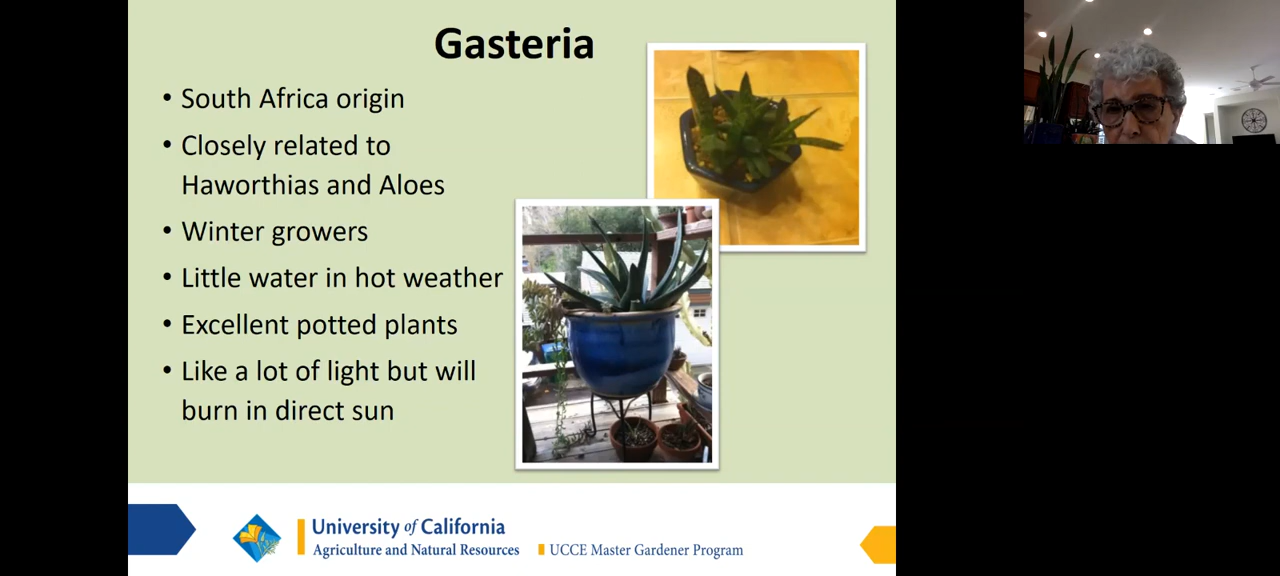 Gasteria
• South Africa origin
• Closely related to
Haworthias and Aloes
• Winter growers
• Little water in hot weather
• Excellent potted plants
• Like a lot of light but will
burn in direct sun
University of California
Agriculture and Natural Resources
UCCE Master Gardener Program